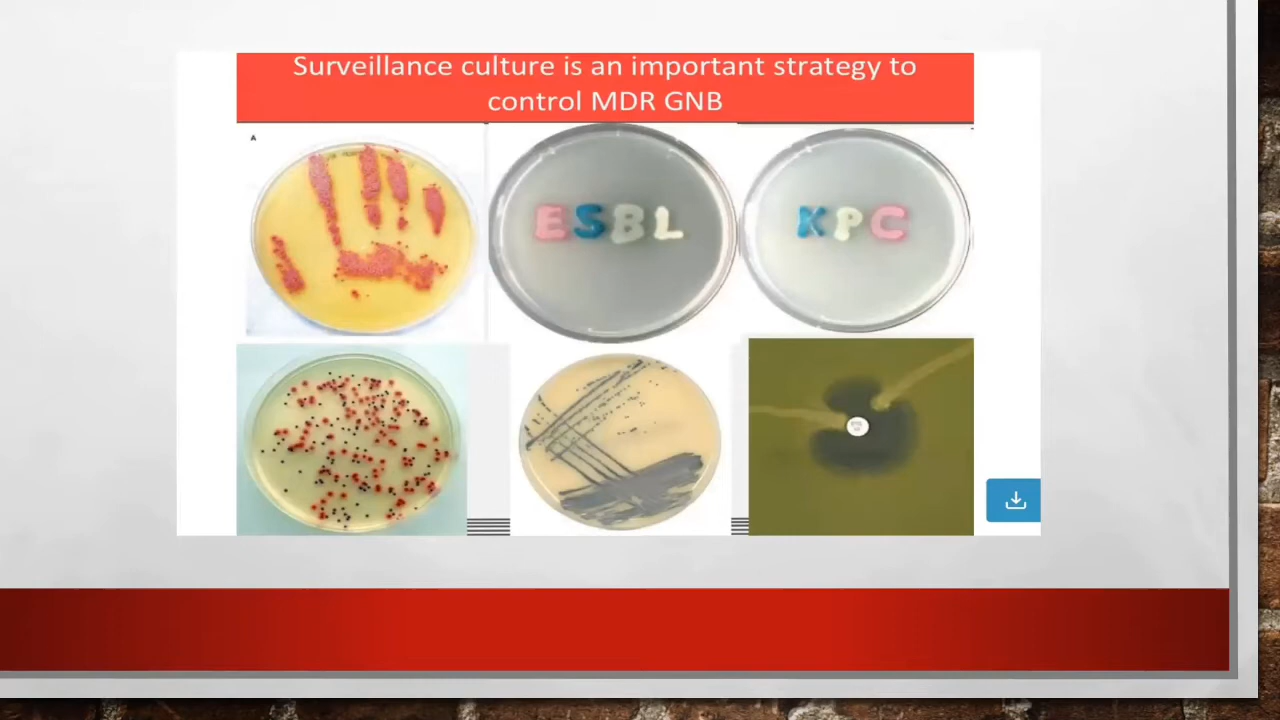 Surveillance culture is an important strategy to
control MDR GNB
A
ESBL
KPC